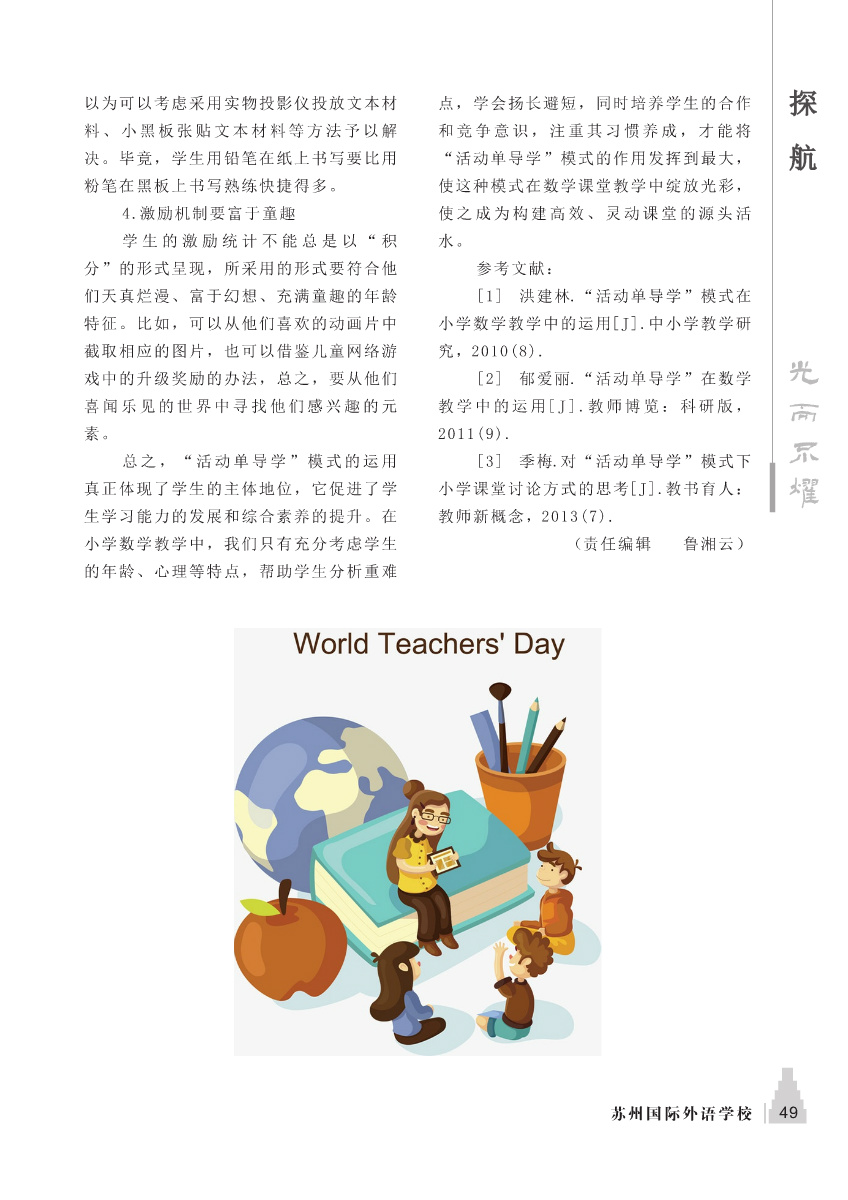 以为可以考虑采用实物投影仪投放文本材
料、小黑板张贴文本材料等方法予以解
决。毕竟，学生用铅笔在纸上书写要比用
粉笔在黑板上书写熟练快捷得多。
4.激励机制要富于童趣
学生的激励统计不能总是以“积
分”的形式呈现，所采用的形式要符合他
们天真烂漫、富于幻想、充满童趣的年龄
特征。比如，可以从他们喜欢的动画片中
截取相应的图片，也可以借鉴儿童网络游
戏中的升级奖励的办法，总之，要从他们
喜闻乐见的世界中寻找他们感兴趣的元
素。
总之，“活动单导学”模式的运用
真正体现了学生的主体地位，它促进了学
生学习能力的发展和综合素养的提升。在
小学数学教学中，我们只有充分考虑学生
的年龄、心理等特点，帮助学生分析重难
点，学会扬长避短，同时培养学生的合作
和竞争意识，注重其习惯养成，才能将
“活动单导学”模式的作用发挥到最大，
使这种模式在数学课堂教学中绽放光彩，
使之成为构建高效、灵动课堂的源头活
水。
参考文献：
[1] 洪建林.“活动单导学”模式在
小学数学教学中的运用[J].中小学教学研
究，2010(8).
[2] 郁爱丽.“活动单导学”在数学
教学中的运用[J].教师博览：科研版，
2011(9).
[3] 季梅.对“活动单导学”模式下
小学课堂讨论方式的思考[J].教书育人：
教师新概念，2013(7).
（责任编辑 鲁湘云）
探航
光而不耀
World Teachers' Day
苏州国际外语学校 49